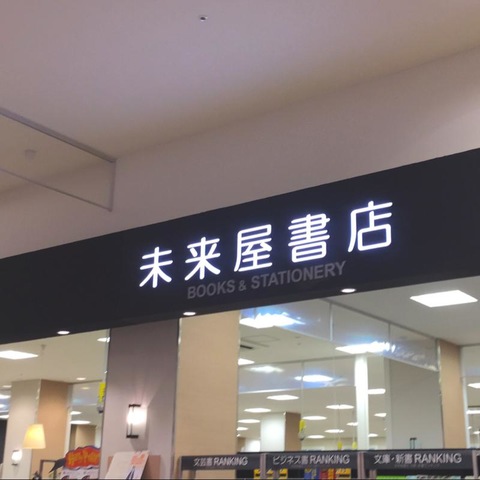 未来屋書店
BOOKS & STATIONERY
文芸書 RANKING
ビジネス書 RANKING
文庫・新書 RANKING